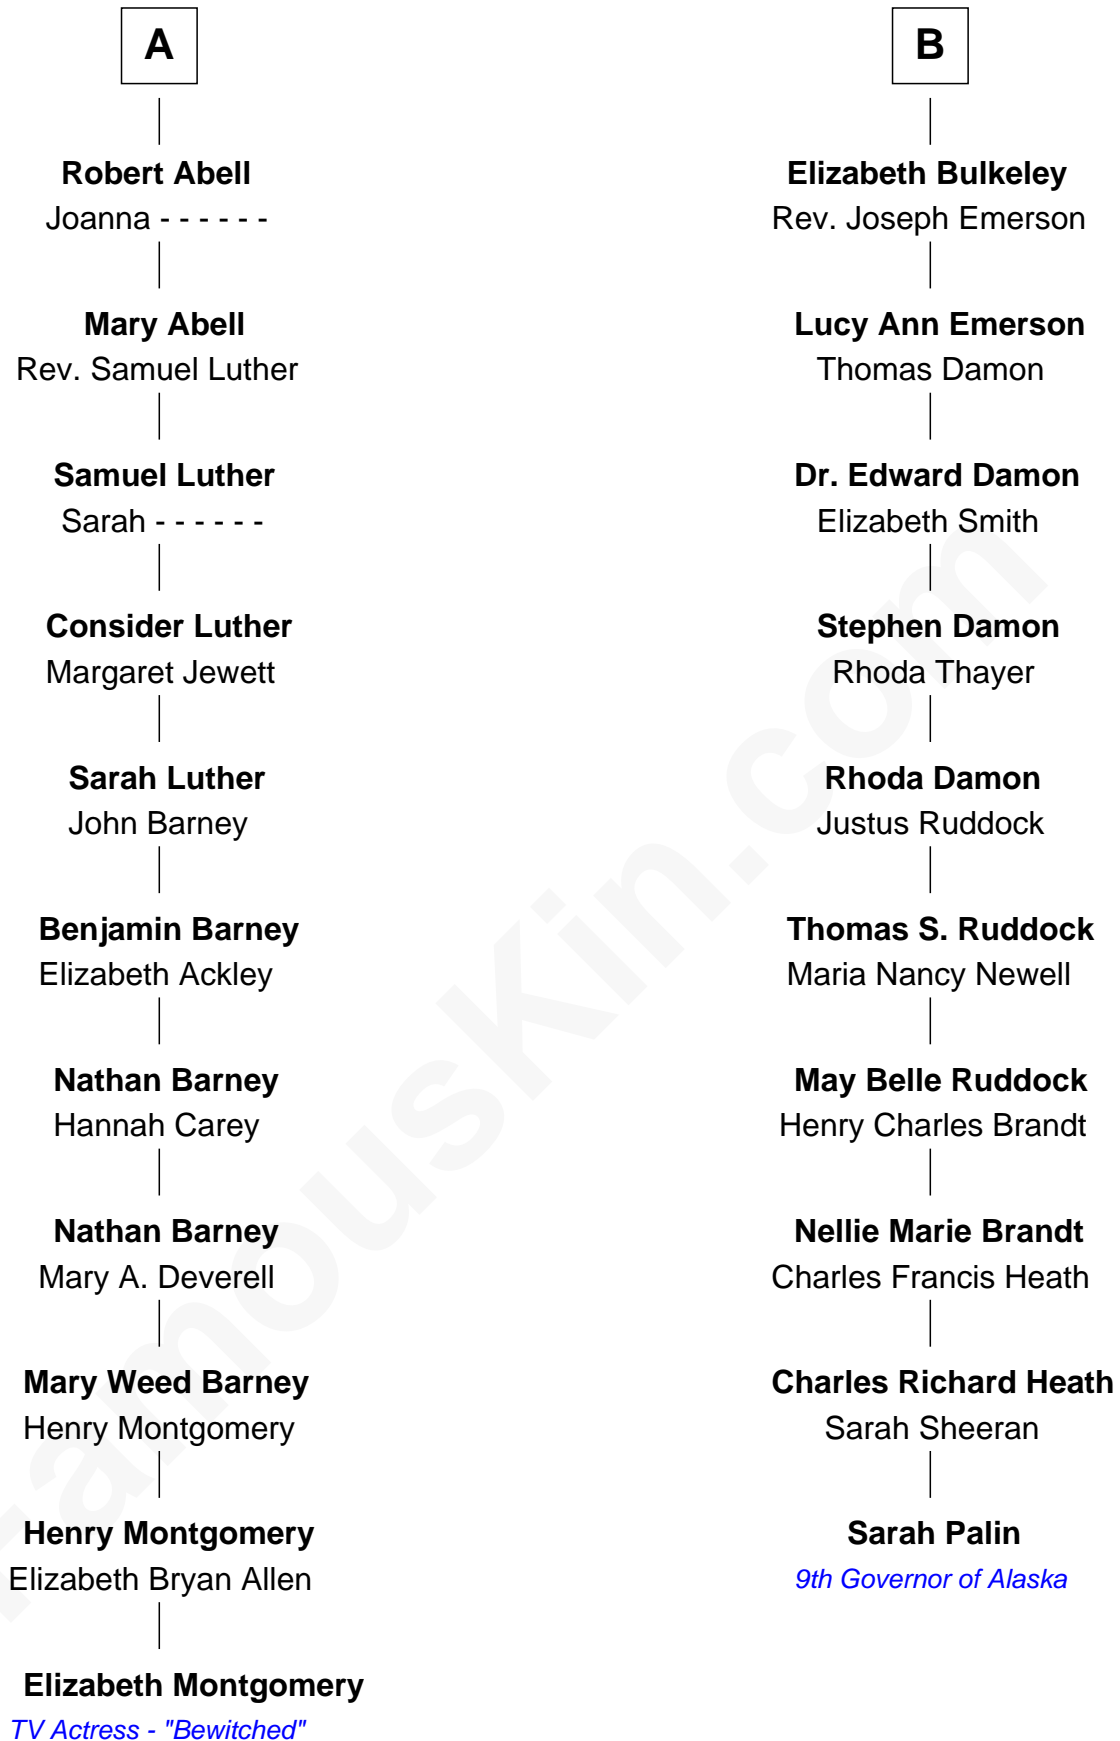 A
Robert Abell
Joanna - - - - - -
Mary Abell
Rev. Samuel Luther
Samuel Luther
Sarah - - - - - -
Consider Luther
Margaret Jewett
Sarah Luther
John Barney
Benjamin Barney
Elizabeth Ackley
Nathan Barney
Hannah Carey
Nathan Barney
Mary A. Deverell
Mary Weed Barney
Henry Montgomery
Henry Montgomery
Elizabeth Bryan Allen
Elizabeth Montgomery
TV Actress - "Bewitched"
B
Elizabeth Bulkeley
Rev. Joseph Emerson
Lucy Ann Emerson
Thomas Damon
Dr. Edward Damon
Elizabeth Smith
Stephen Damon
Rhoda Thayer
Rhoda Damon
Justus Ruddock
Thomas S. Ruddock
Maria Nancy Newell
May Belle Ruddock
Henry Charles Brandt
Nellie Marie Brandt
Charles Francis Heath
Charles Richard Heath
Sarah Sheeran
Sarah Palin
9th Governor of Alaska
FamousKin.com